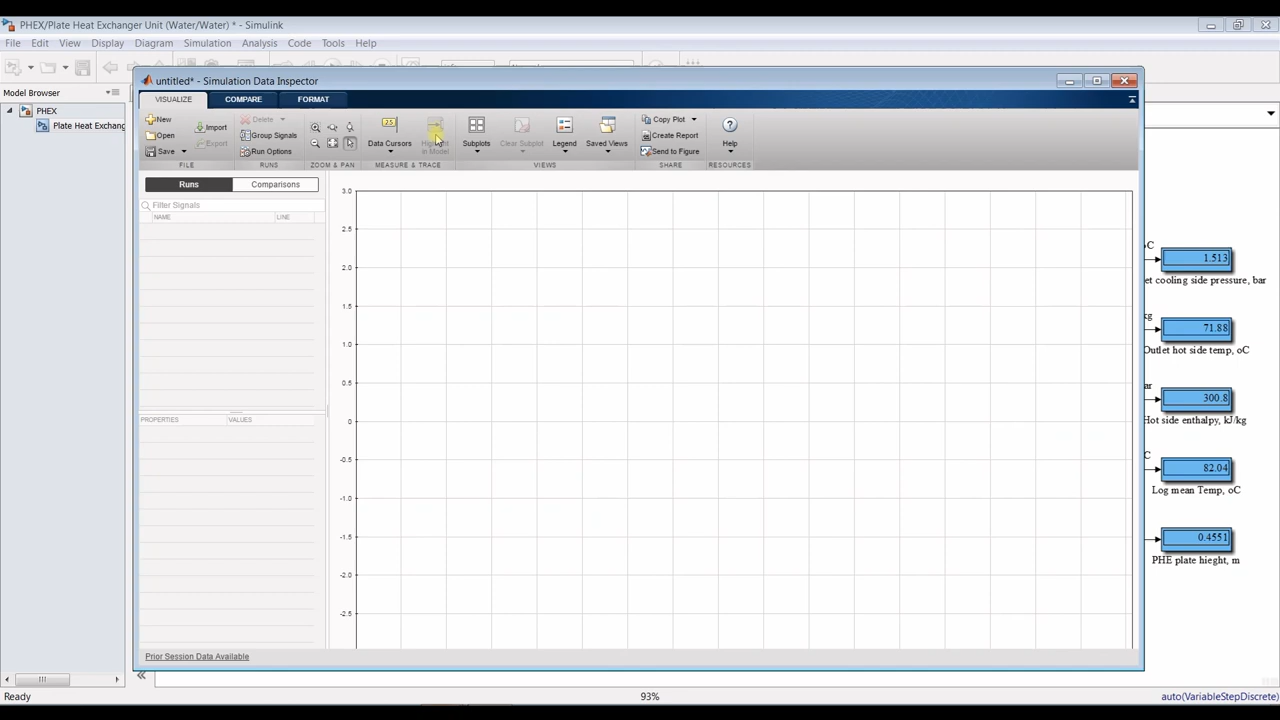 PHEX/Plate Heat Exchanger Unit (Water/Water) * - Simulink
File Edit View Display Diagram Simulation Analysis Code Tools Help
Model Browser
PHEX
Plate Heat Exchang
untitled* - Simulation Data Inspector
VISUALIZE COMPARE FORMAT
New
Open
Save
Import
Export
Delete
Group Signals
Run Options
Data Cursors
Highlight
in Model
Subplots
Clear Subplot
Legend
Saved Views
Copy Plot
Create Report
Send to Figure
Help
FILE RUNS ZOOM & PAN MEASURE & TRACE VIEWS SHARE RESOURCES
Runs Comparisons
Filter Signals
NAME LINE
PROPERTIES VALUES
3.0
2.5
2.0
1.5
1.0
0.5
0
-0.5
-1.0
-1.5
-2.0
-2.5
C
1.513
et cooling side pressure, bar
kg
71.88
Outlet hot side temp, oC
ar
300.8
Hot side enthalpy, kJ/kg
C
82.04
Log mean Temp, oC
0.4551
PHE plate hieght, m
Prior Session Data Available
Ready 93% auto(VariableStepDiscrete)